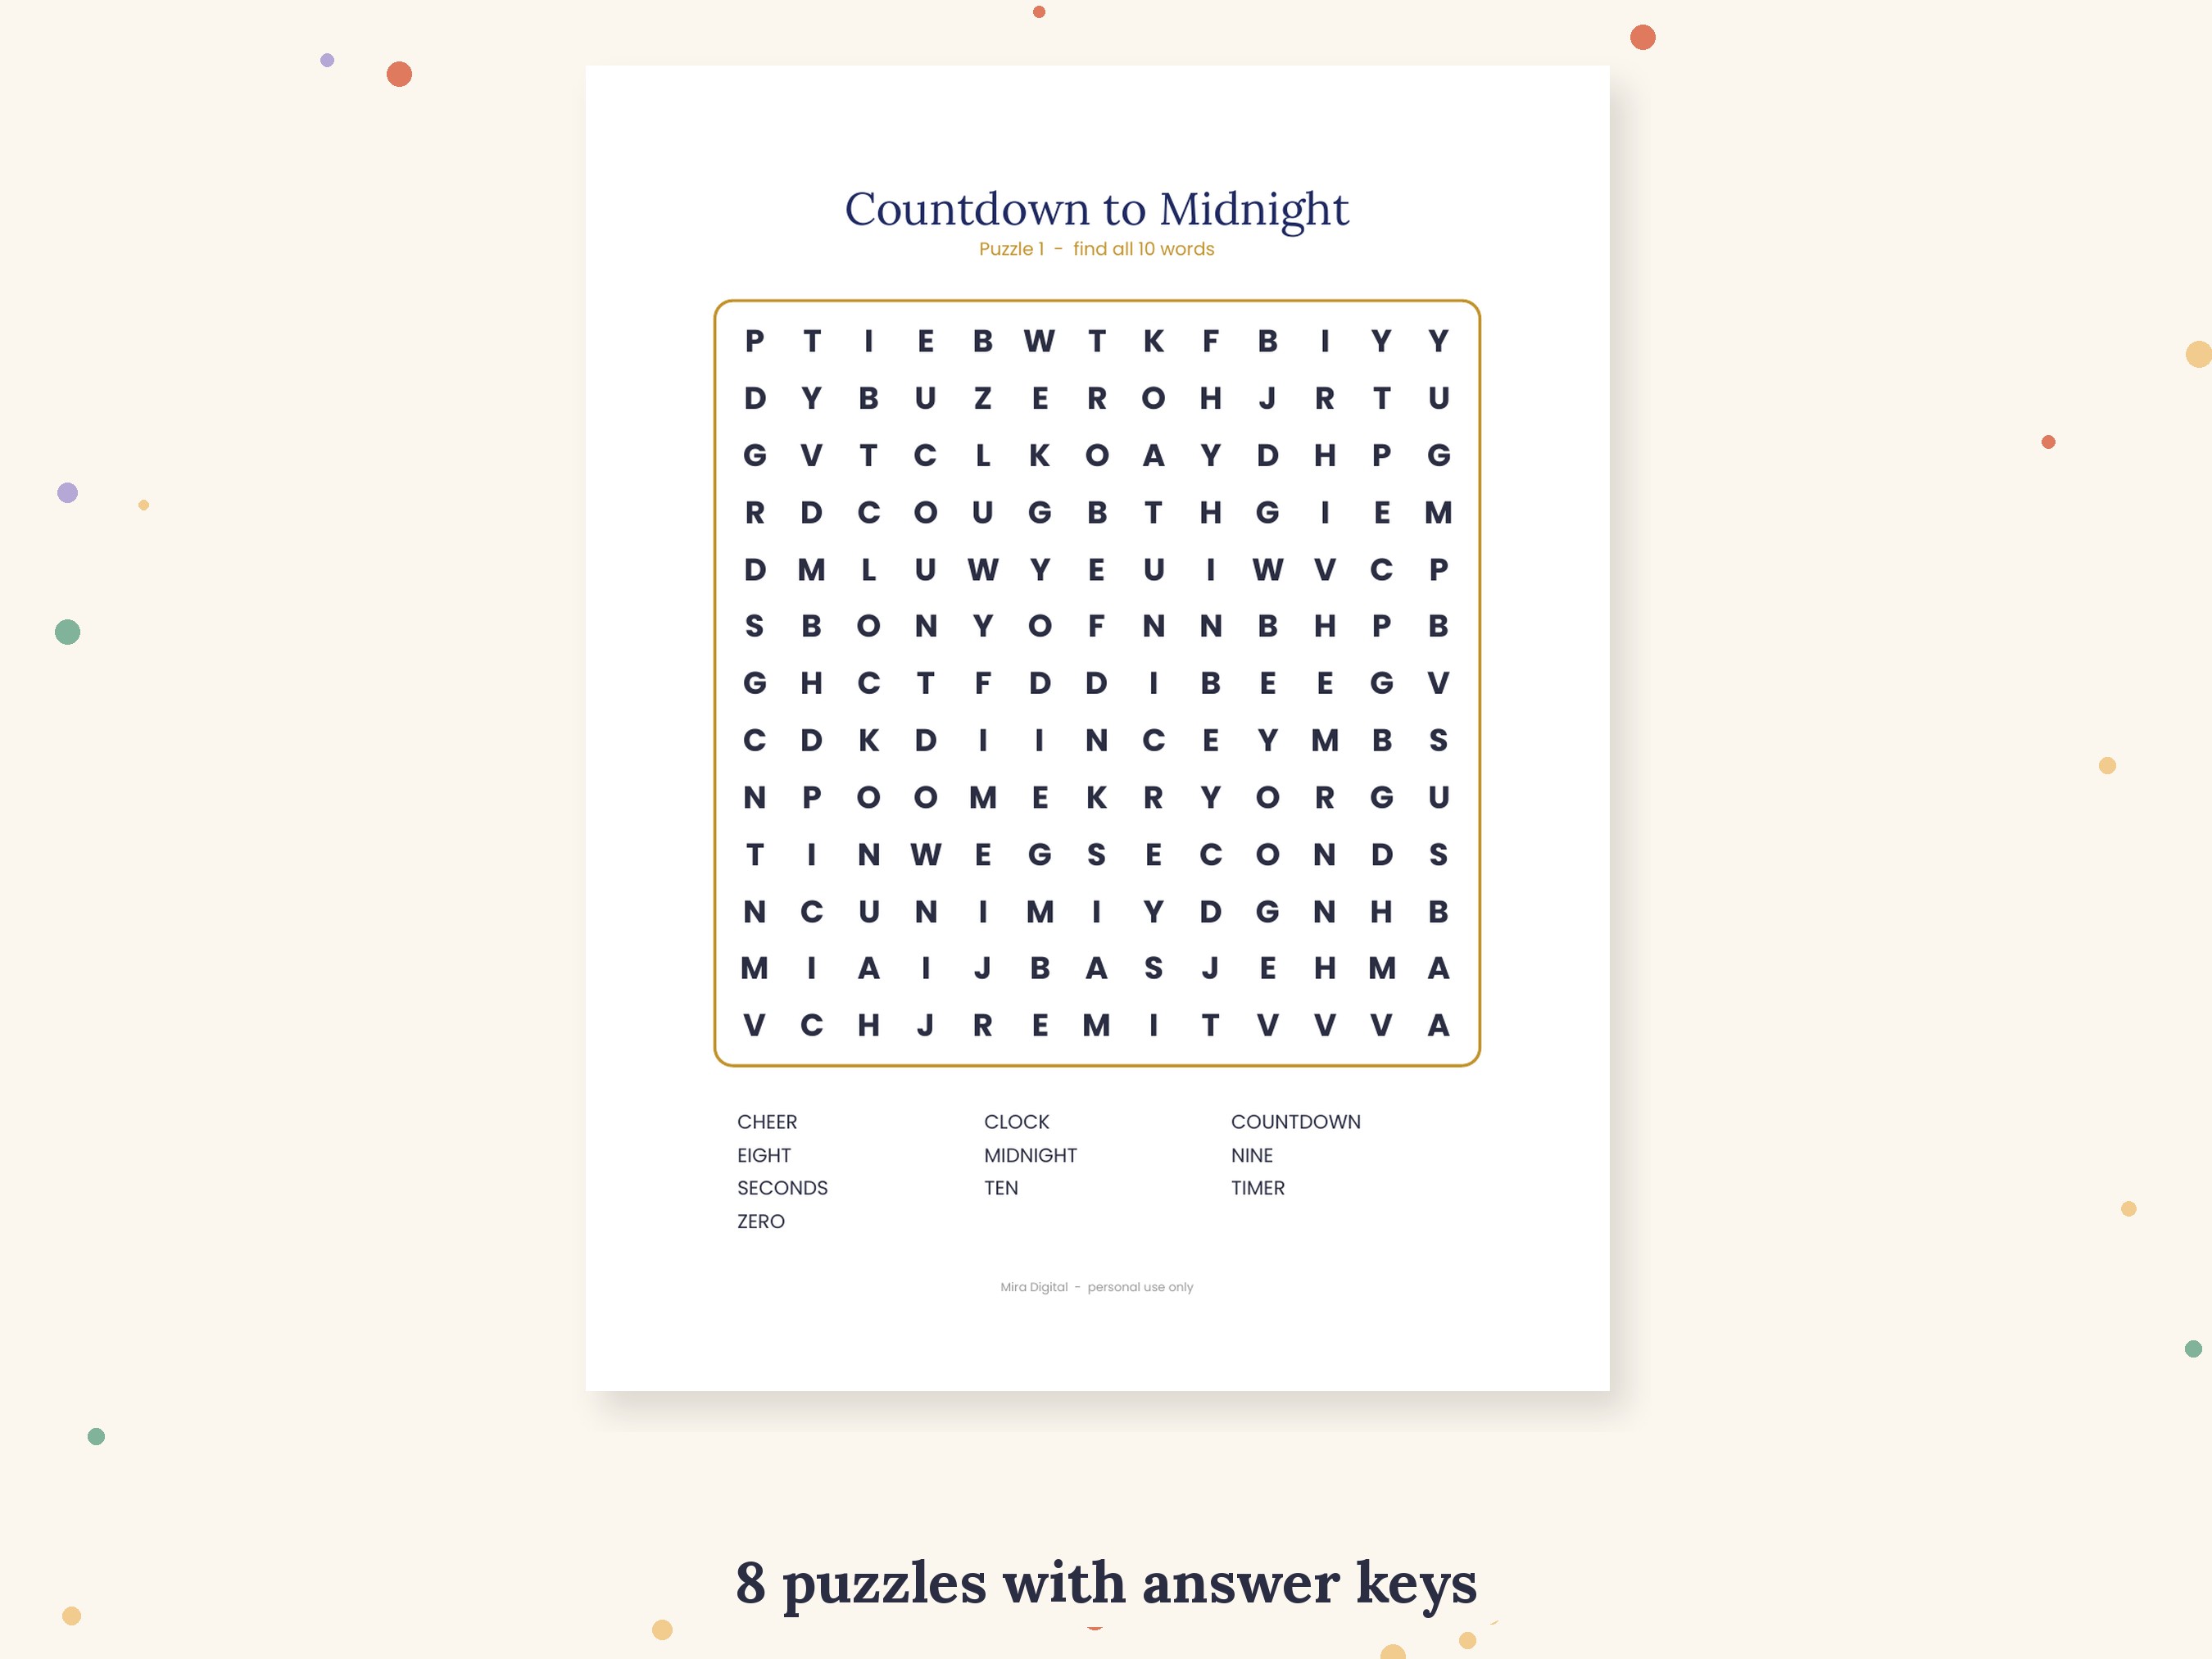 Countdown to Midnight
Puzzle 1 - find all 10 words
P T I E B W T K F B I Y Y
D Y B U Z E R O H J R T U
G V T C L K O A Y D H P G
R D C O U G B T H G I E M
D M L U W Y E U I W V C P
S B O N Y O F N N B H P B
G H C T F D D I B E E G V
C D K D I I N C E Y M B S
N P O O M E K R Y O R G U
T I N W E G S E C O N D S
N C U N I M I Y D G N H B
M I A I J B A S J E H M A
V C H J R E M I T V V V A
CHEER CLOCK COUNTDOWN
EIGHT MIDNIGHT NINE
SECONDS TEN TIMER
ZERO
Mira Digital - personal use only
8 puzzles with answer keys